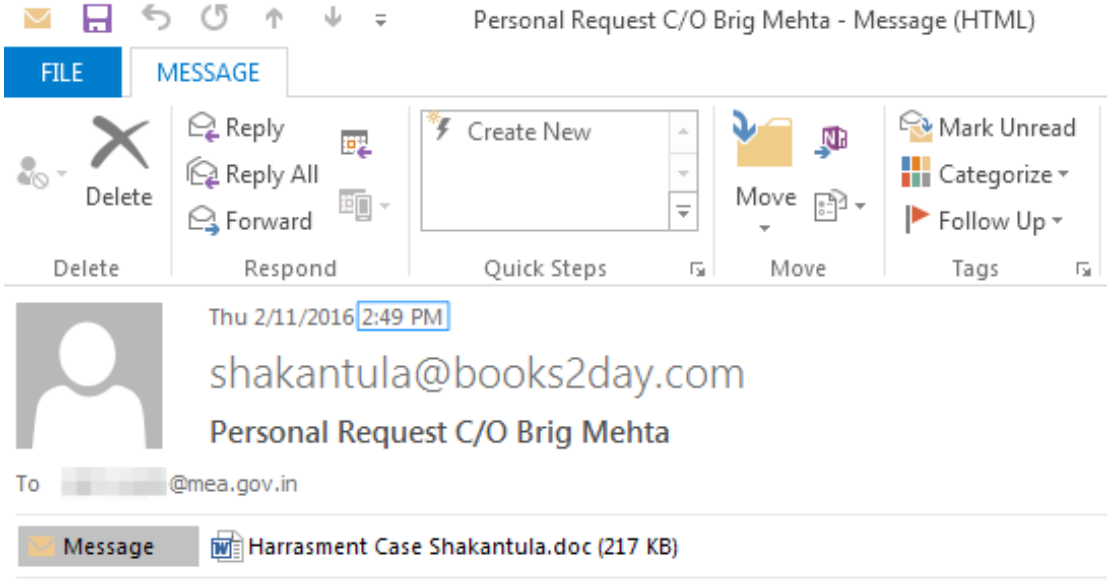 Personal Request C/O Brig Mehta - Message (HTML)
FILE MESSAGE
Delete
Reply
Reply All
Forward
Create New
Move
Mark Unread
Categorize
Follow Up
Delete Respond Quick Steps Move Tags
Thu 2/11/2016 2:49 PM
shakantula@books2day.com
Personal Request C/O Brig Mehta
To @mea.gov.in
Message Harrasment Case Shakantula.doc (217 KB)